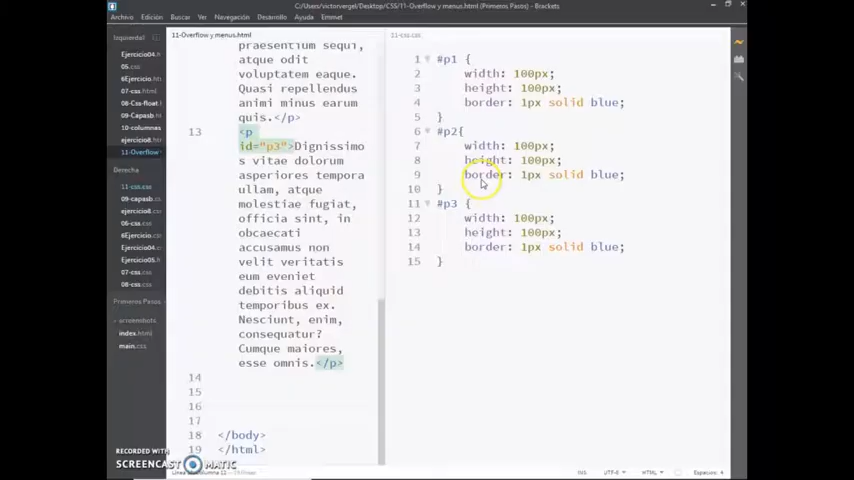 C:/Users/victorvergel/Desktop/CSS/11-Overflow y menus.html (Primeros Pasos) - Brackets
Archivo Edición Buscar Ver Navegación Desarrollo Ayuda Emmet
Izquierda
Ejercicio04.h
05.css
6Ejercicio.h
07-css.html
08-Css-float
09-Capasb.
10-columnas
ejercicio8.h
11-Overflow
Derecha
11-css.css
09-capasb.c
ejercicio8.c
06-css.css
6Ejercicio.c
Ejercicio04.c
Ejercicio05.h
07-css.css
08-css.css
Primeros Pasos
screenshots
index.html
main.css
11-Overflow y menus.html
praesentium sequi,
atque odit
voluptatem eaque.
Quasi repellendus
animi minus earum
quis.</p>
13 <p
id="p3">Dignissimo
s vitae dolorum
asperiores tempora
ullam, atque
molestiae fugiat,
officia sint, in
obcaecati
accusamus non
velit veritatis
eum eveniet
debitis aliquid
temporibus ex.
Nesciunt, enim,
consequatur?
Cumque maiores,
esse omnis.</p>
14
15
16
17
18 </body>
19 </html>
11-css.css
1 #p1 {
2 width: 100px;
3 height: 100px;
4 border: 1px solid blue;
5 }
6 #p2{
7 width: 100px;
8 height: 100px;
9 border: 1px solid blue;
10 }
11 #p3 {
12 width: 100px;
13 height: 100px;
14 border: 1px solid blue;
15 }
RECORDED WITH
SCREENCAST MATIC
INS UTF-8 HTML Espacios: 4